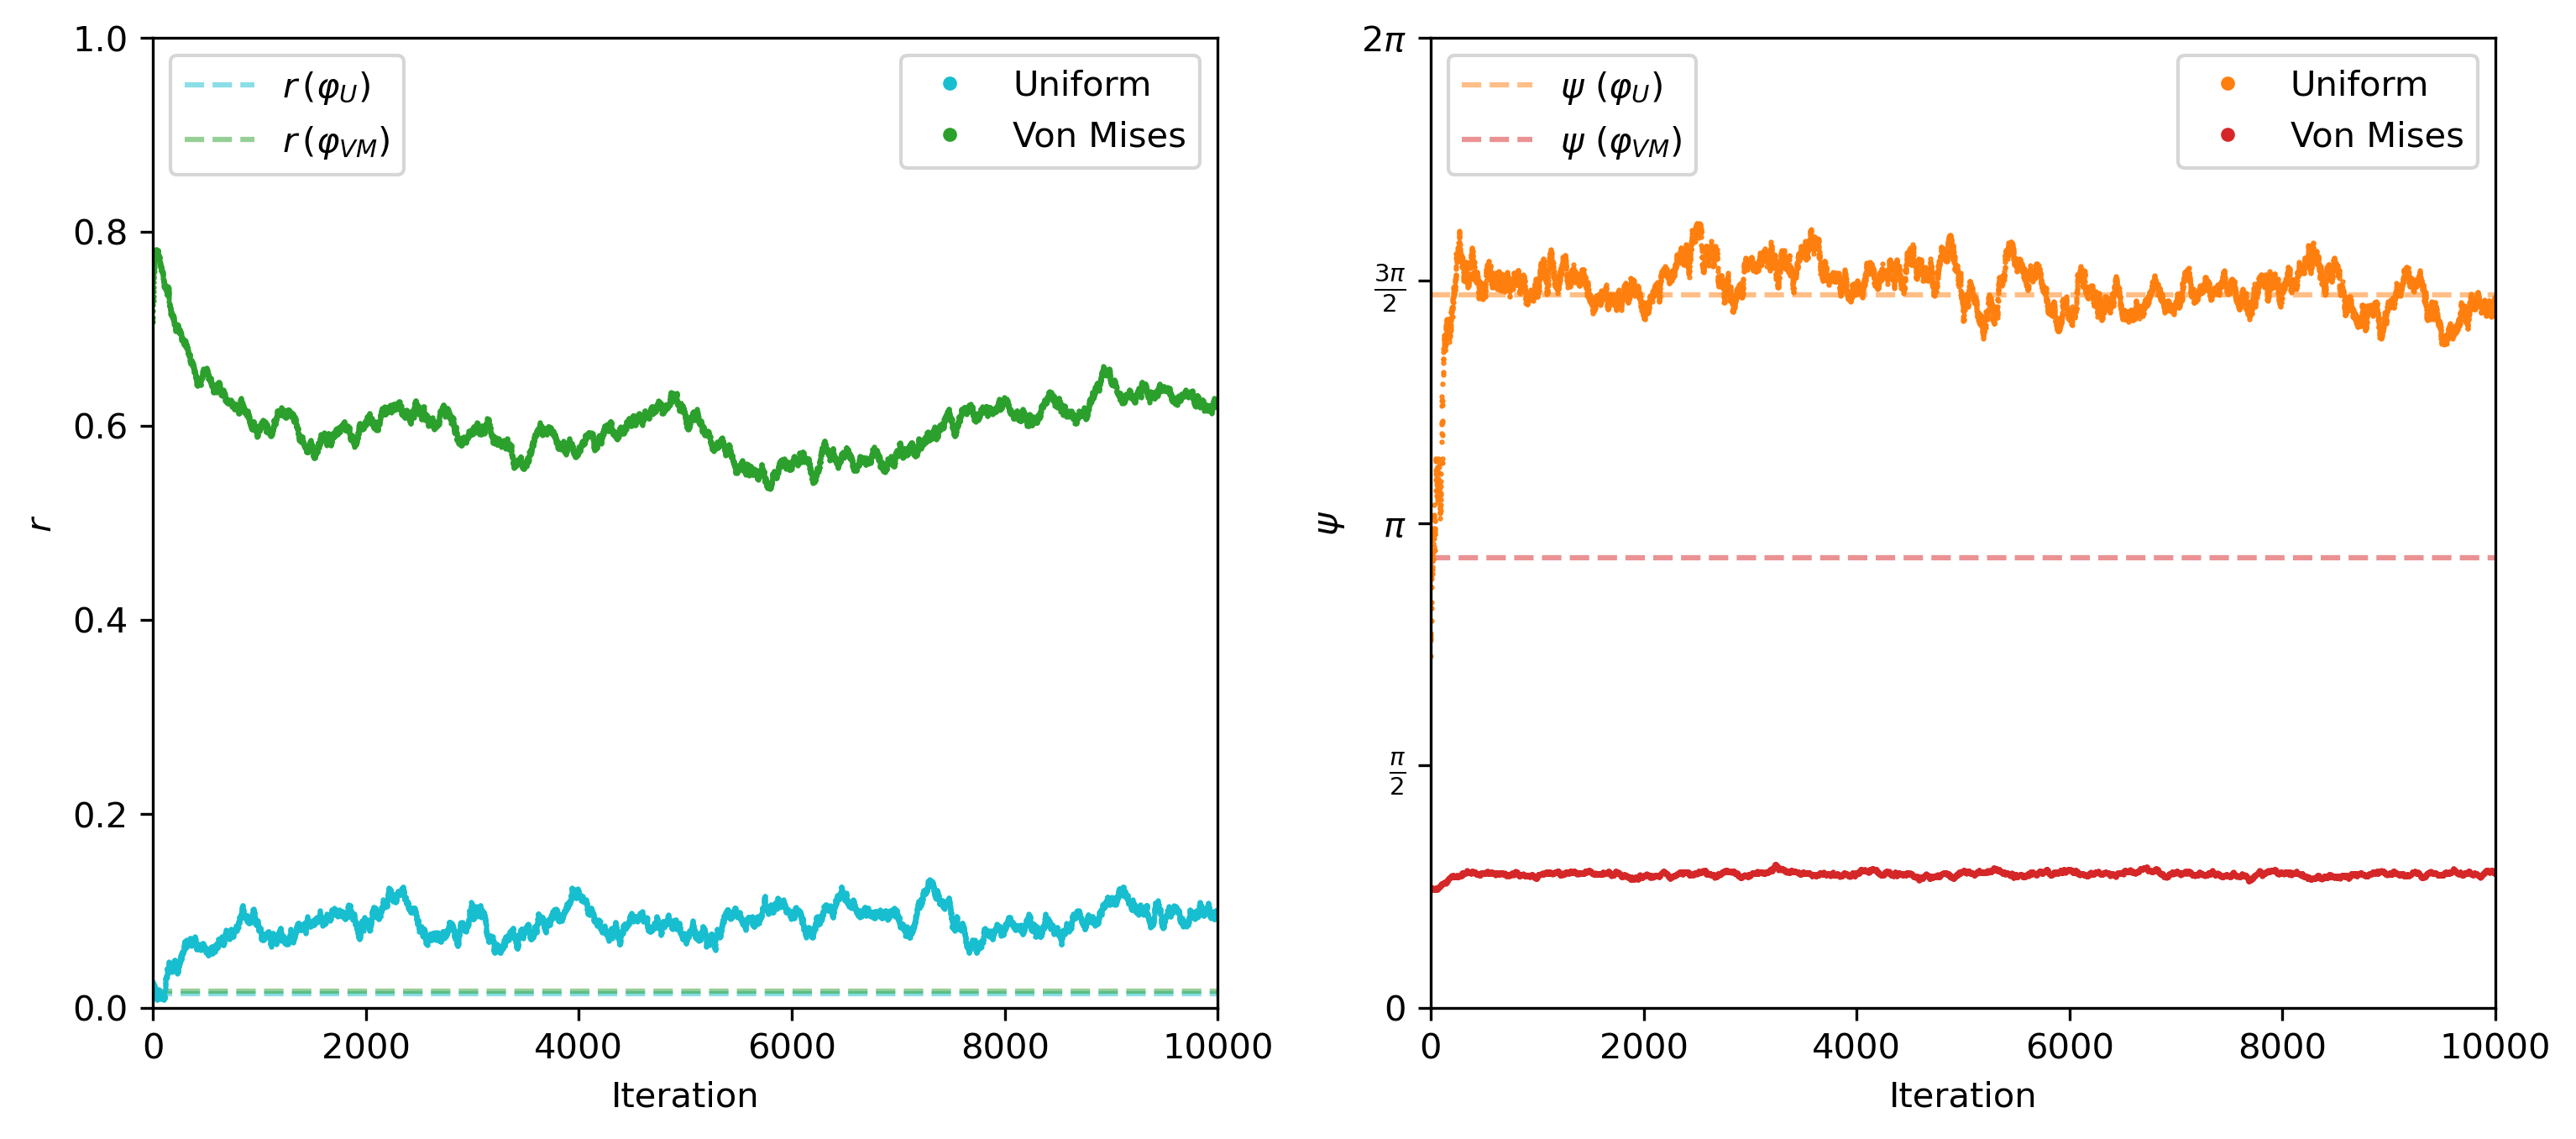 1.0
0.8
0.6
0.4
0.2
0.0
r
r(φ_U)
r(φ_VM)
Uniform
Von Mises
0 2000 4000 6000 8000 10000
Iteration
2π
3π/2
π
π/2
0
ψ
ψ (φ_U)
ψ (φ_VM)
Uniform
Von Mises
0 2000 4000 6000 8000 10000
Iteration